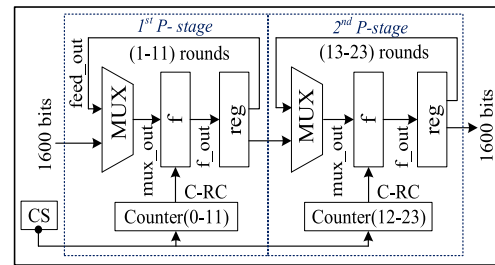 1st P- stage
2nd P-stage
(1-11) rounds
(13-23) rounds
feed_out
MUX
mux_out
f
f_out
reg
MUX
mux_out
f
f_out
reg
1600 bits
1600 bits
C-RC
C-RC
CS
Counter(0-11)
Counter(12-23)